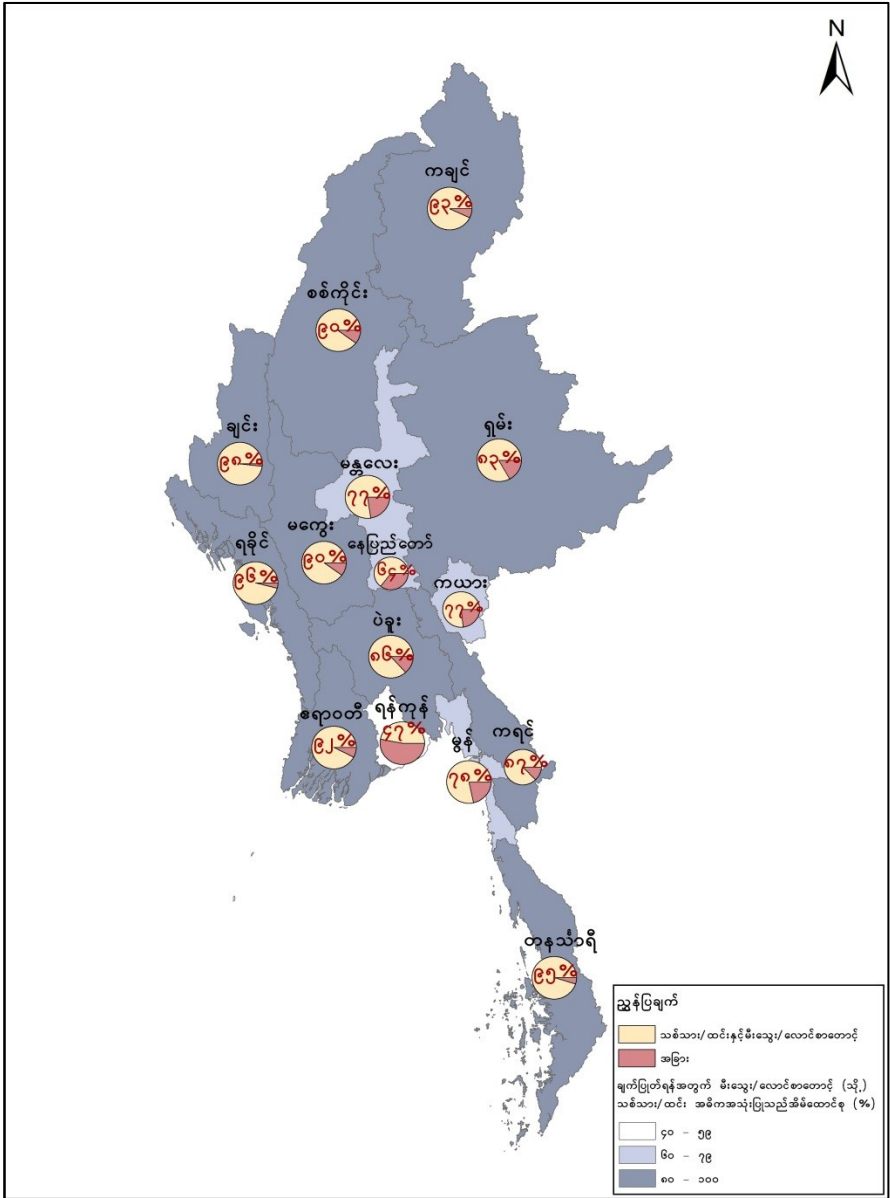 N
ကချင်
၉၃%
စစ်ကိုင်း
၉၀%
ချင်း
၉၈%
ရှမ်း
၈၃%
မန္တလေး
၇၇%
မကွေး
၉၀%
နေပြည်တော်
၆၄%
ရခိုင်
၉၆%
ကယား
၇၇%
ပဲခူး
၈၆%
ဧရာဝတီ
၉၂%
ရန်ကုန်
၄၇%
မွန်
၇၈%
ကရင်
၈၇%
တနင်္သာရီ
၉၅%
ညွှန်ပြချက်
သစ်သား/ထင်းနှင့်မီးသွေး/လောင်စာတောင့်
အခြား
ချက်ပြုတ်ရန်အတွက် မီးသွေး/လောင်စာတောင့် (သို့)
သစ်သား/ထင်း အဓိကအသုံးပြုသည့်အိမ်ထောင်စု (%)
၄၀ - ၅၉
၆၀ - ၇၉
၈၀ - ၁၀၀